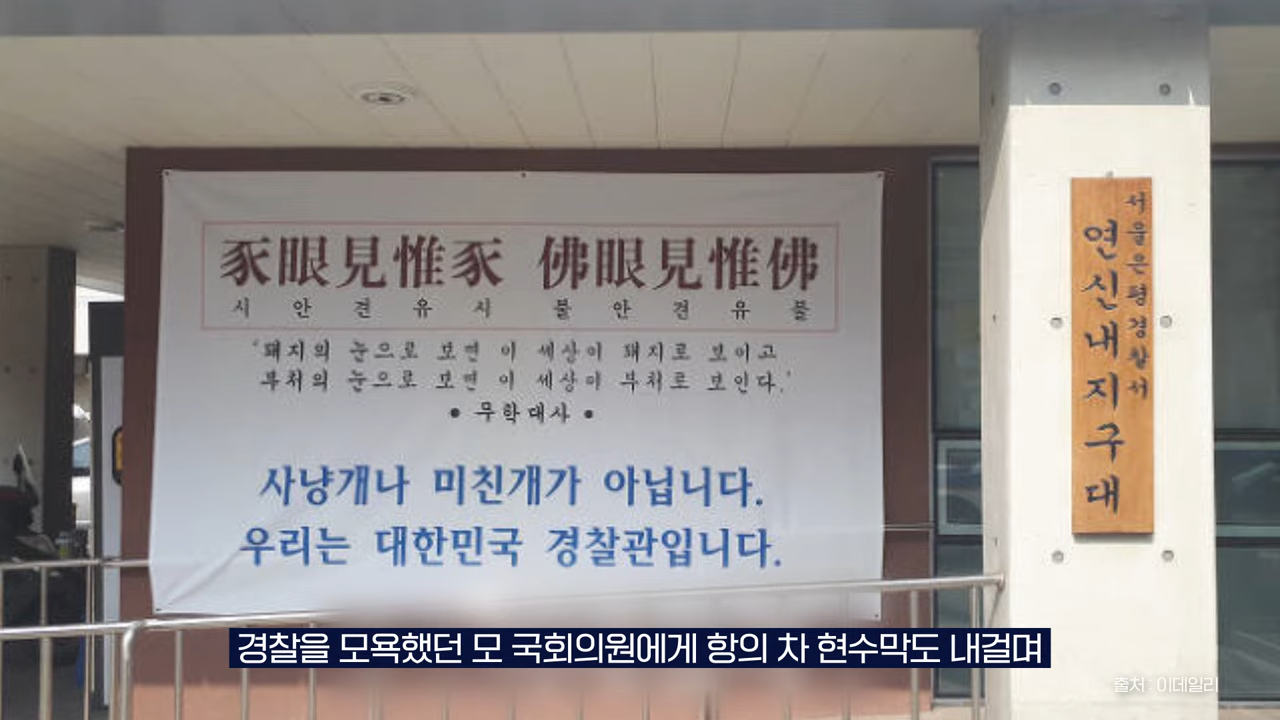 豕眼見惟豕 佛眼見惟佛
시안견유시 불안견유불
'돼지의 눈으로 보면 이 세상이 돼지로 보이고
부처의 눈으로 보면 이 세상이 부처로 보인다.'
• 무학대사 •
사냥개나 미친개가 아닙니다.
우리는 대한민국 경찰관입니다.
서울은평경찰서
연신내지구대
경찰을 모욕했던 모 국회의원에게 항의 차 현수막도 내걸며
출처 : 이데일리